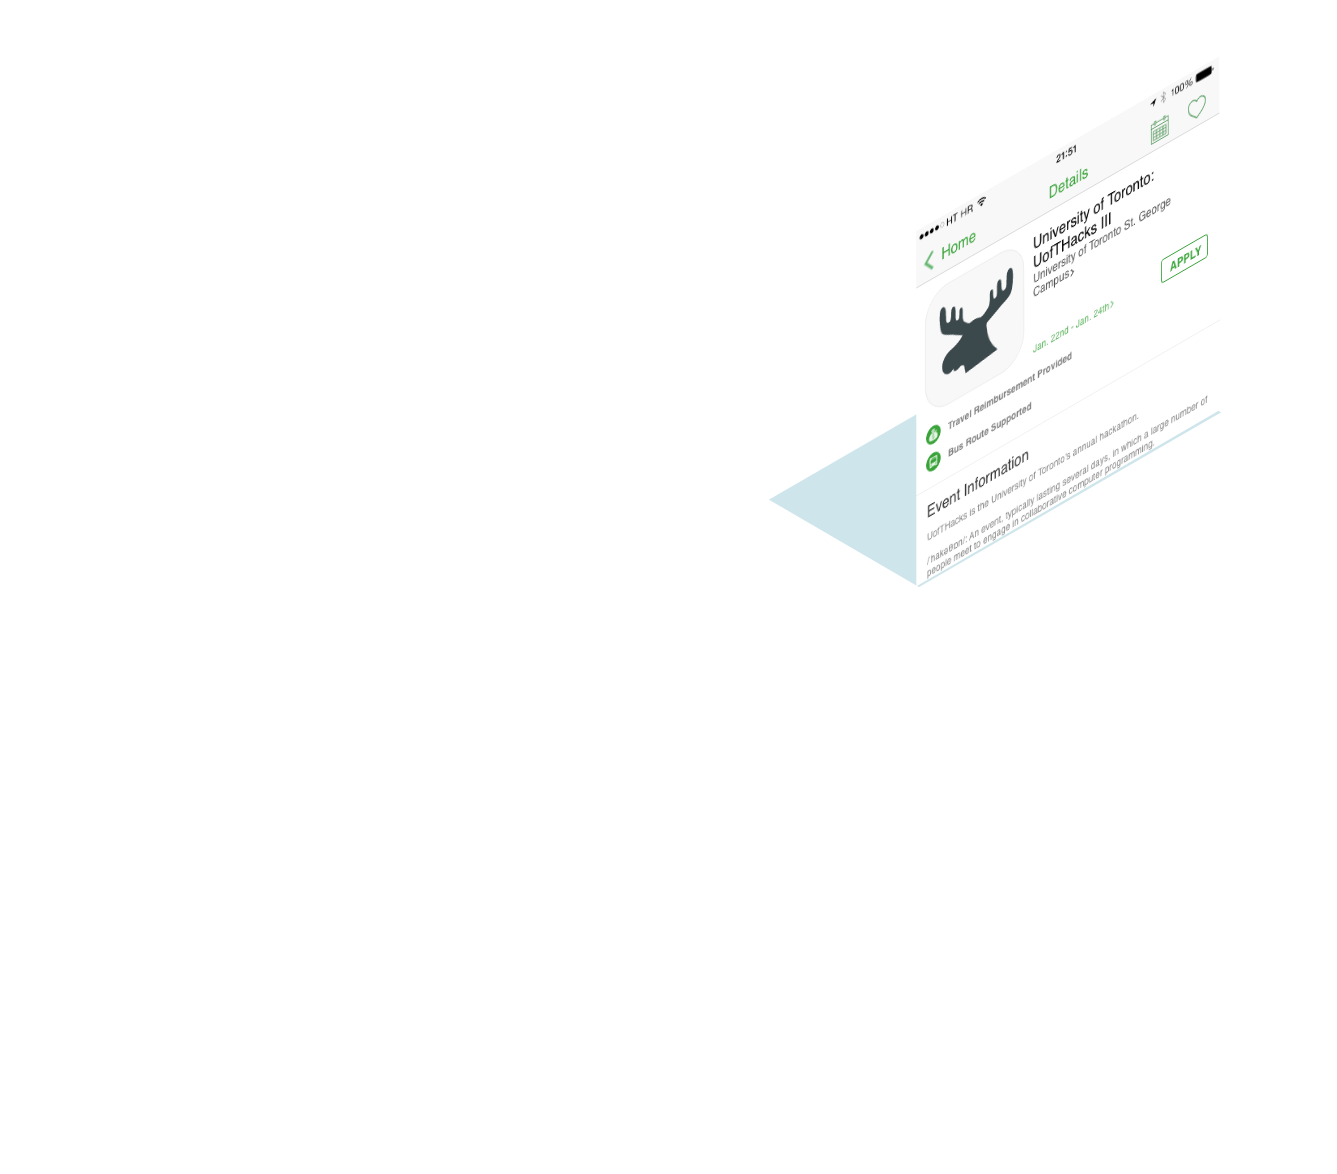 HT HR
21:51
100%
Home
Details
University of Toronto:
UofTHacks III
University of Toronto St. George
Campus>
APPLY
Jan. 22nd - Jan. 24th>
Travel Reimbursement Provided
Bus Route Supported
Event Information
UofTHacks is the University of Toronto's annual hackathon.
An event, typically lasting several days, in which a large number of
people meet to engage in collaborative computer programming.